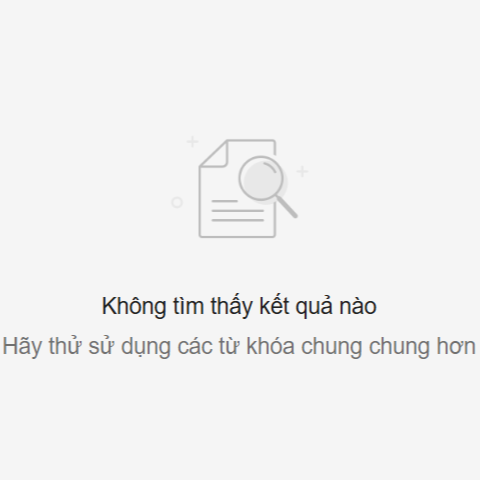 Không tìm thấy kết quả nào
Hãy thử sử dụng các từ khóa chung chung hơn